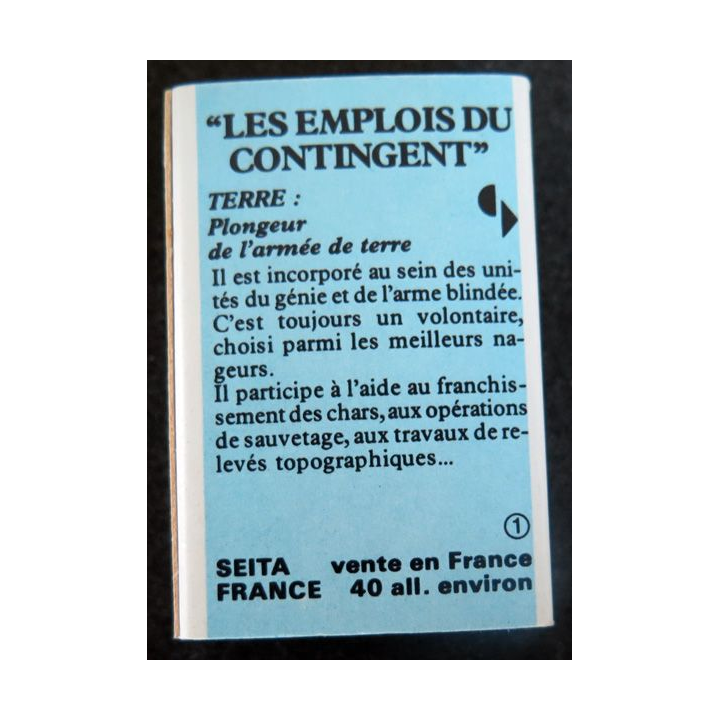 “LES EMPLOIS DU
CONTINGENT”
TERRE :
Plongeur
de l’armée de terre
Il est incorporé au sein des uni-
tés du génie et de l’arme blindée.
C’est toujours un volontaire,
choisi parmi les meilleurs na-
geurs.
Il participe à l’aide au franchis-
sement des chars, aux opérations
de sauvetage, aux travaux de re-
levés topographiques...
1
SEITA vente en France
FRANCE 40 all. environ